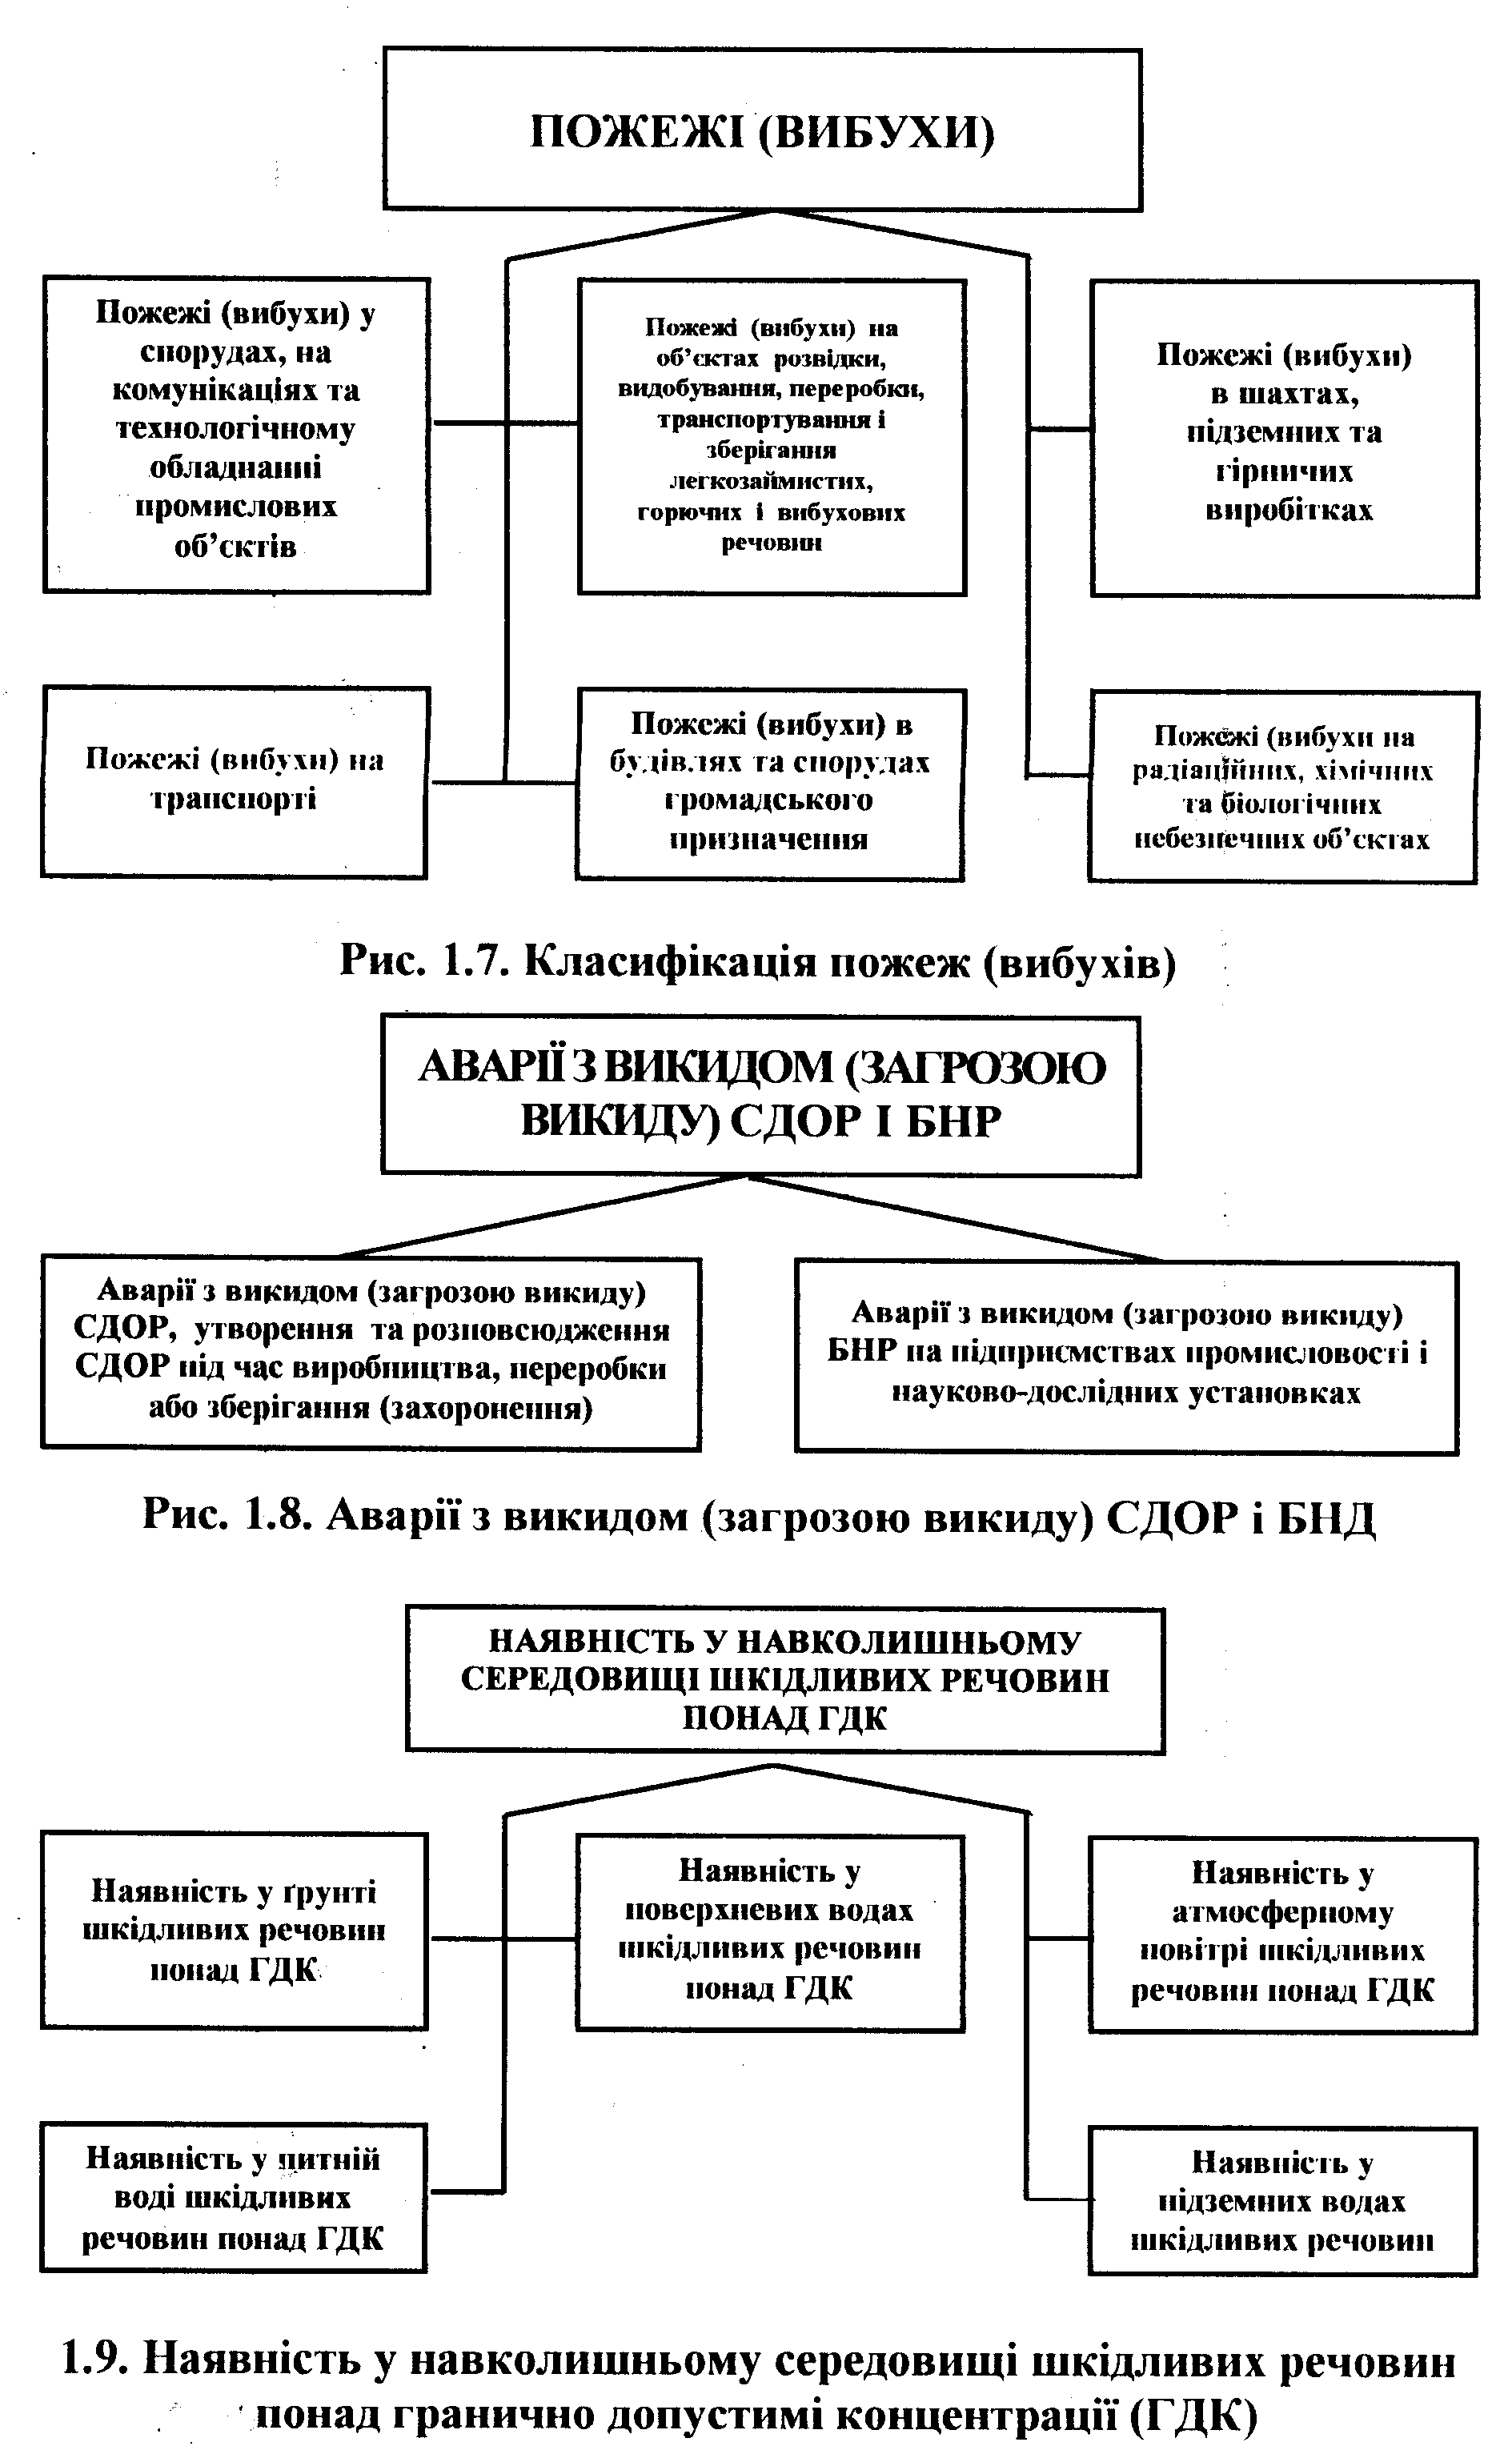 ПОЖЕЖІ (ВИБУХИ)
Пожежі (вибухи) у
спорудах, на
комунікаціях та
технологічному
обладнанні
промислових
об’єктів
Пожежі (вибухи) на
об’єктах розвідки,
видобування, переробки,
транспортування і
зберігання
легкозаймистих,
горючих і вибухових
речовин
Пожежі (вибухи)
в шахтах,
підземних та
гірничих
виробітках
Пожежі (вибухи) на
транспорті
Пожежі (вибухи) в
будівлях та спорудах
громадського
призначення
Пожежі (вибухи на
радіаційних, хімічних
та біологічних
небезпечних об’єктах
Рис. 1.7. Класифікація пожеж (вибухів)
АВАРІЇ З ВИКИДОМ (ЗАГРОЗОЮ
ВИКИДУ) СДОР І БНР
Аварії з викидом (загрозою викиду)
СДОР, утворення та розповсюдження
СДОР під час виробництва, переробки
або зберігання (захоронення)
Аварії з викидом (загрозою викиду)
БНР на підприємствах промисловості і
науково-дослідних установках
Рис. 1.8. Аварії з викидом (загрозою викиду) СДОР і БНД
НАЯВНІСТЬ У НАВКОЛИШНЬОМУ
СЕРЕДОВИЩІ ШКІДЛИВИХ РЕЧОВИН
ПОНАД ГДК
Наявність у ґрунті
шкідливих речовин
понад ГДК
Наявність у
поверхневих водах
шкідливих речовин
понад ГДК
Наявність у
атмосферному
повітрі шкідливих
речовин понад ГДК
Наявність у питній
воді шкідливих
речовин понад ГДК
Наявність у
підземних водах
шкідливих речовин
1.9. Наявність у навколишньому середовищі шкідливих речовин
понад гранично допустимі концентрації (ГДК)